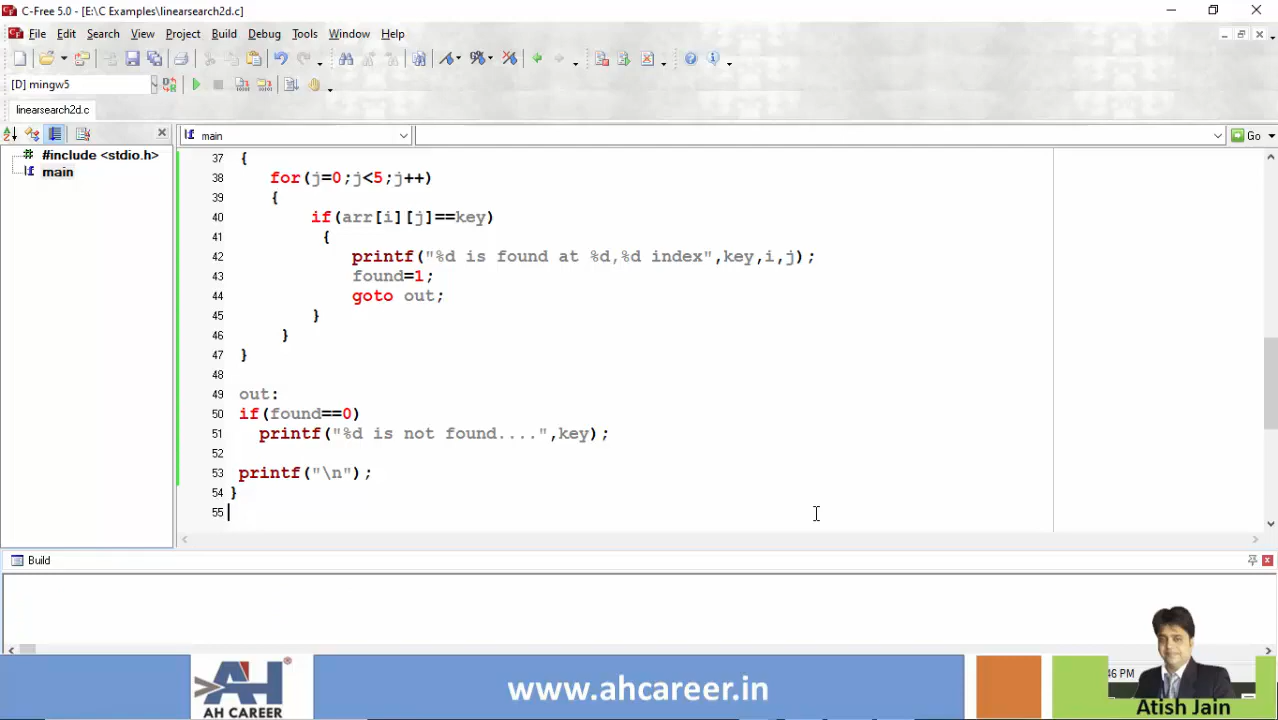 C-Free 5.0 - [E:\C Examples\linearsearch2d.c]
File Edit Search View Project Build Debug Tools Window Help
[D] mingw5
linearsearch2d.c
main
Go
#include <stdio.h>
main
37 {
38 for(j=0;j<5;j++)
39 {
40 if(arr[i][j]==key)
41 {
42 printf("%d is found at %d,%d index",key,i,j);
43 found=1;
44 goto out;
45 }
46 }
47 }
48
49 out:
50 if(found==0)
51 printf("%d is not found....",key);
52
53 printf("\n");
54 }
55
Build
AH CAREER
www.ahcareer.in
46 PM
Atish Jain